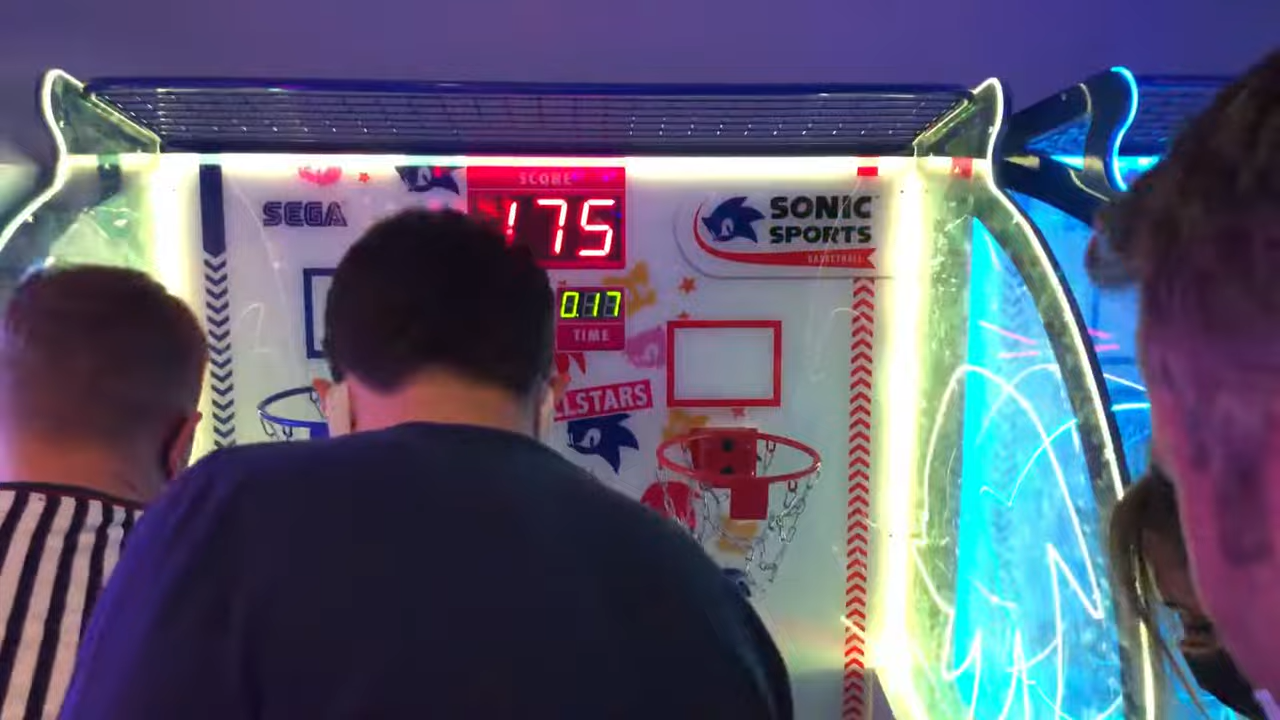 SCORE
175
SEGA
SONIC
SPORTS
BASKETBALL
0.17
TIME
LLSTARS